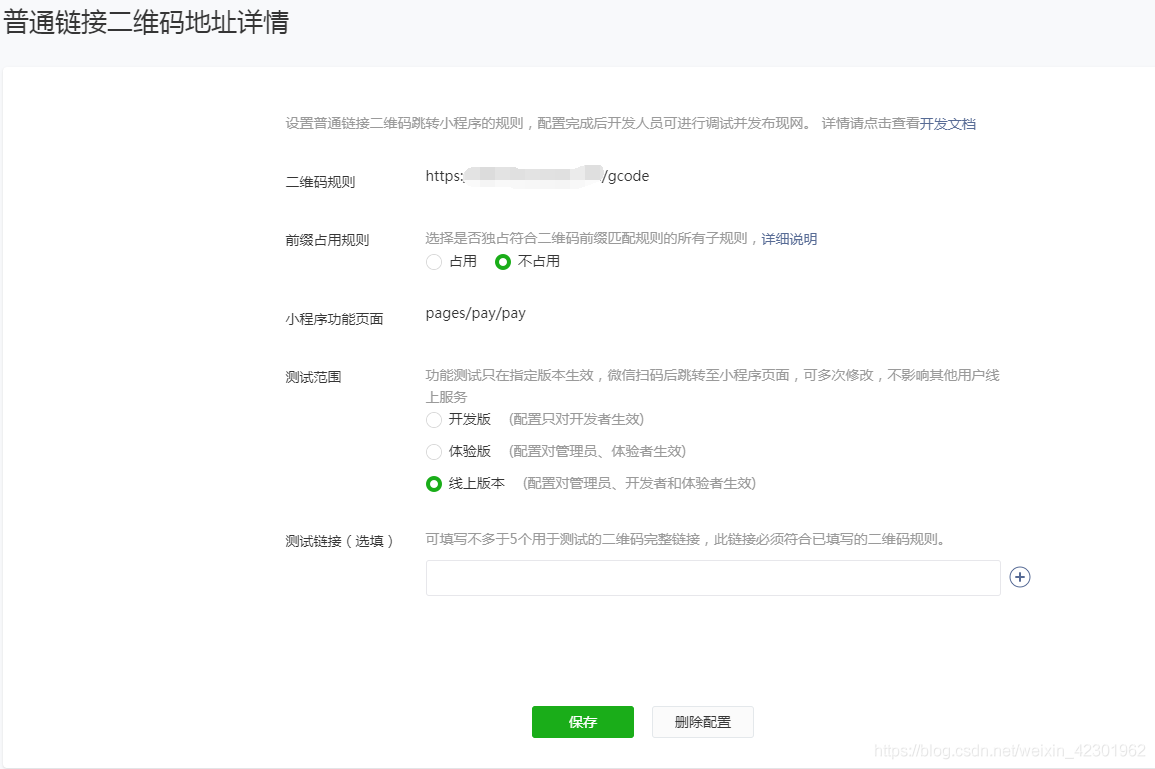 普通链接二维码地址详情
设置普通链接二维码跳转小程序的规则，配置完成后开发人员可进行调试并发布现网。 详情请点击查看开发文档
二维码规则
https:/gcode
前缀占用规则
选择是否独占符合二维码前缀匹配规则的所有子规则，详细说明
占用 不占用
小程序功能页面
pages/pay/pay
测试范围
功能测试只在指定版本生效，微信扫码后跳转至小程序页面，可多次修改，不影响其他用户线
上服务
开发版 (配置只对开发者生效)
体验版 (配置对管理员、体验者生效)
线上版本 (配置对管理员、开发者和体验者生效)
测试链接（选填）
可填写不多于5个用于测试的二维码完整链接，此链接必须符合已填写的二维码规则。
保存 删除配置
https://blog.csdn.net/weixin_42301962